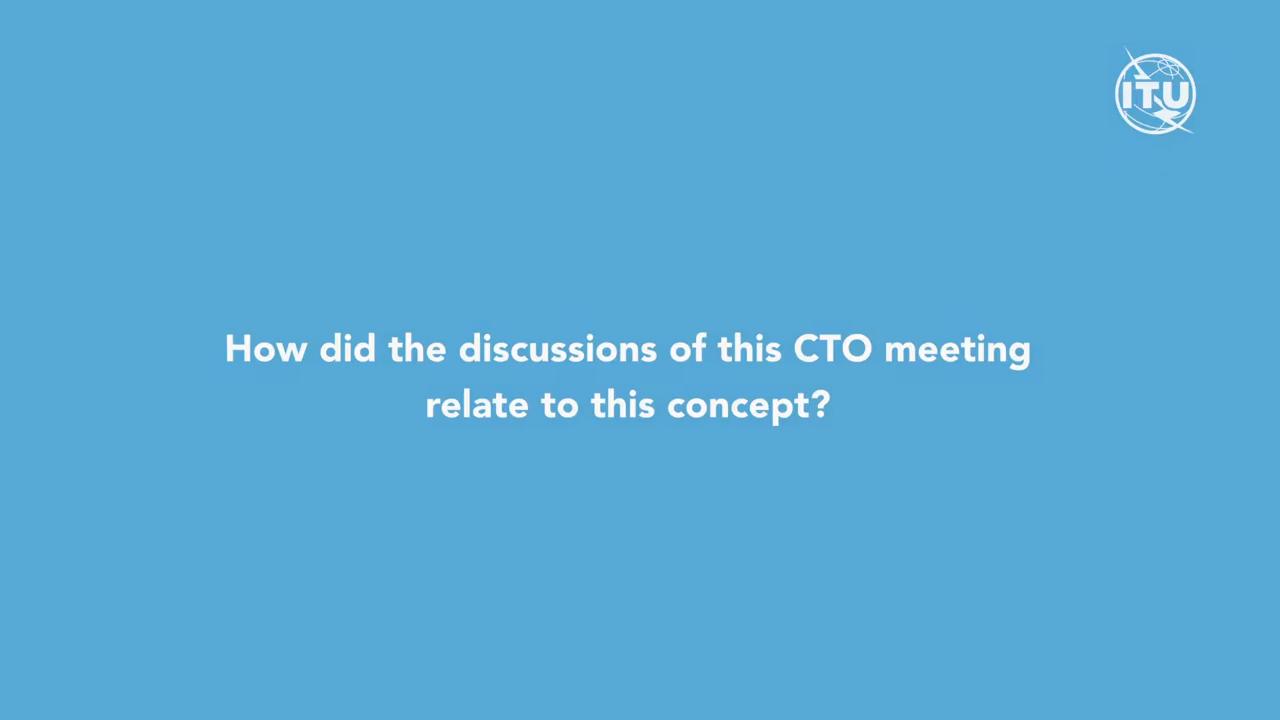 ITU
How did the discussions of this CTO meeting
relate to this concept?